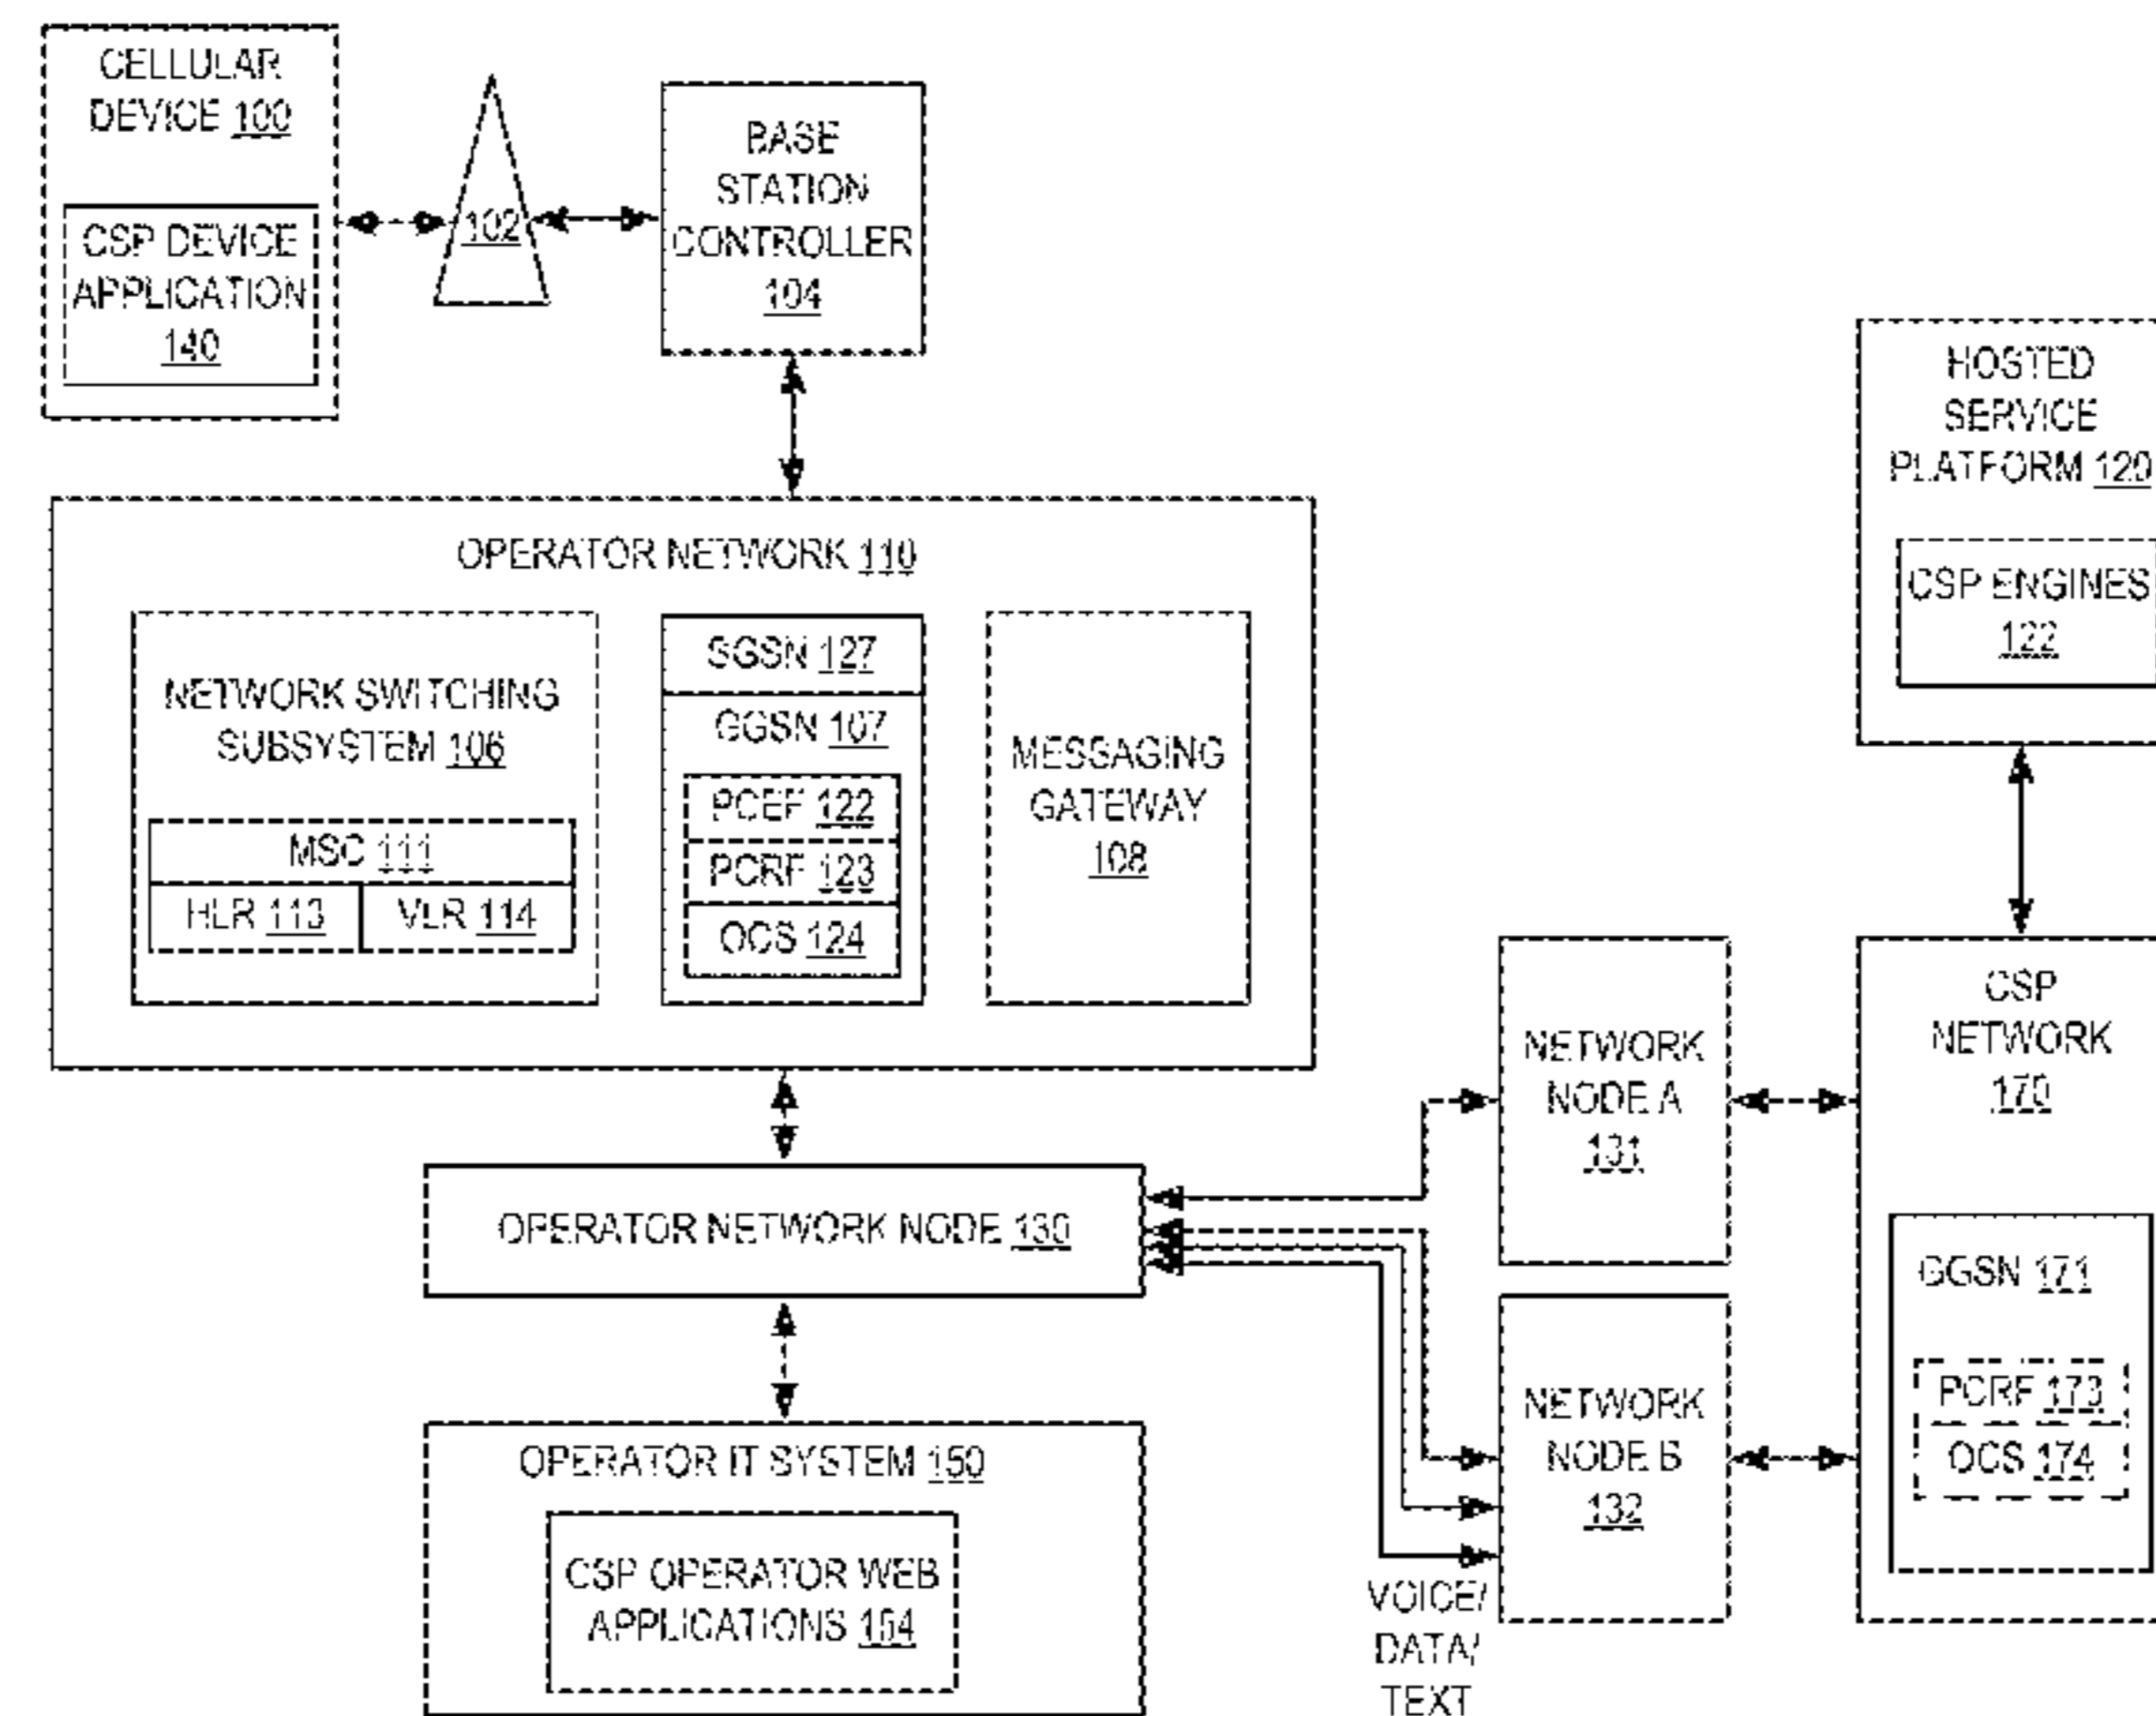 CELLULAR
DEVICE 100
CSP DEVICE
APPLICATION
140
102
BASE
STATION
CONTROLLER
104
HOSTED
SERVICE
PLATFORM 120
CSP ENGINES
122
OPERATOR NETWORK 110
NETWORK SWITCHING
SUBSYSTEM 106
MSC 111
HLR 113
VLR 114
SGSN 127
GGSN 107
PCEF 122
PCRF 123
OCS 124
MESSAGING
GATEWAY
108
OPERATOR NETWORK NODE 130
OPERATOR IT SYSTEM 150
CSP OPERATOR WEB
APPLICATIONS 154
NETWORK
NODE A
131
NETWORK
NODE B
132
VOICE/
DATA/
TEXT
CSP
NETWORK
170
GGSN 171
PCRF 173
OCS 174